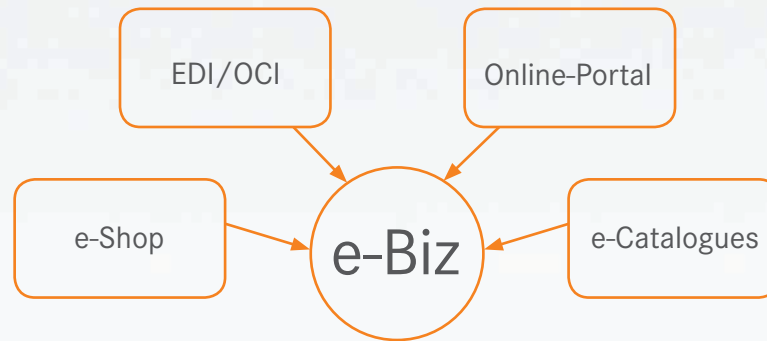 EDI/OCI
Online-Portal
e-Shop
e-Biz
e-Catalogues